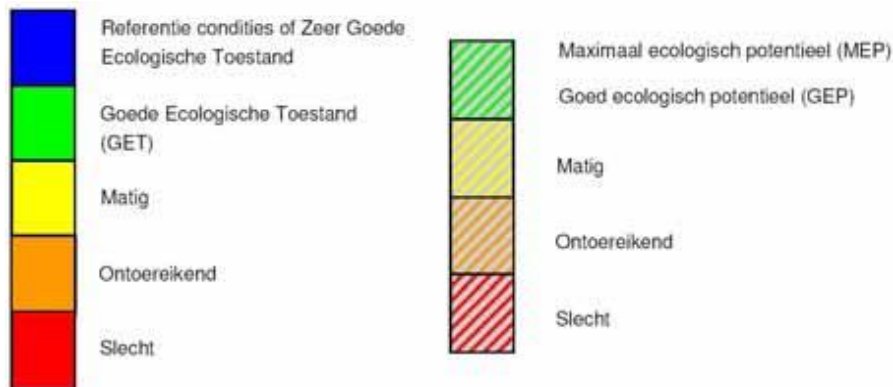 Referentie condities of Zeer Goede
Ecologische Toestand
Goede Ecologische Toestand
(GET)
Matig
Ontoereikend
Slecht
Maximaal ecologisch potentieel (MEP)
Goed ecologisch potentieel (GEP)
Matig
Ontoereikend
Slecht